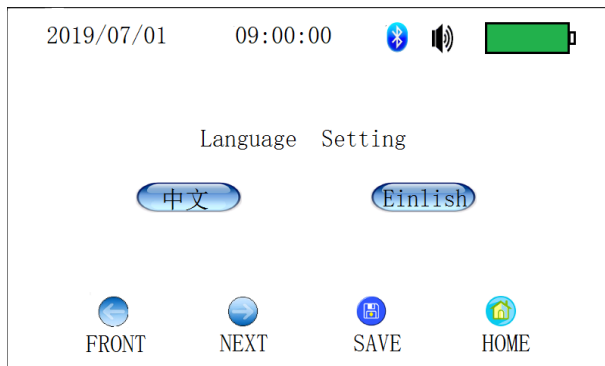 2019/07/01 09:00:00
Language Setting
中文 Einlish
FRONT NEXT SAVE HOME